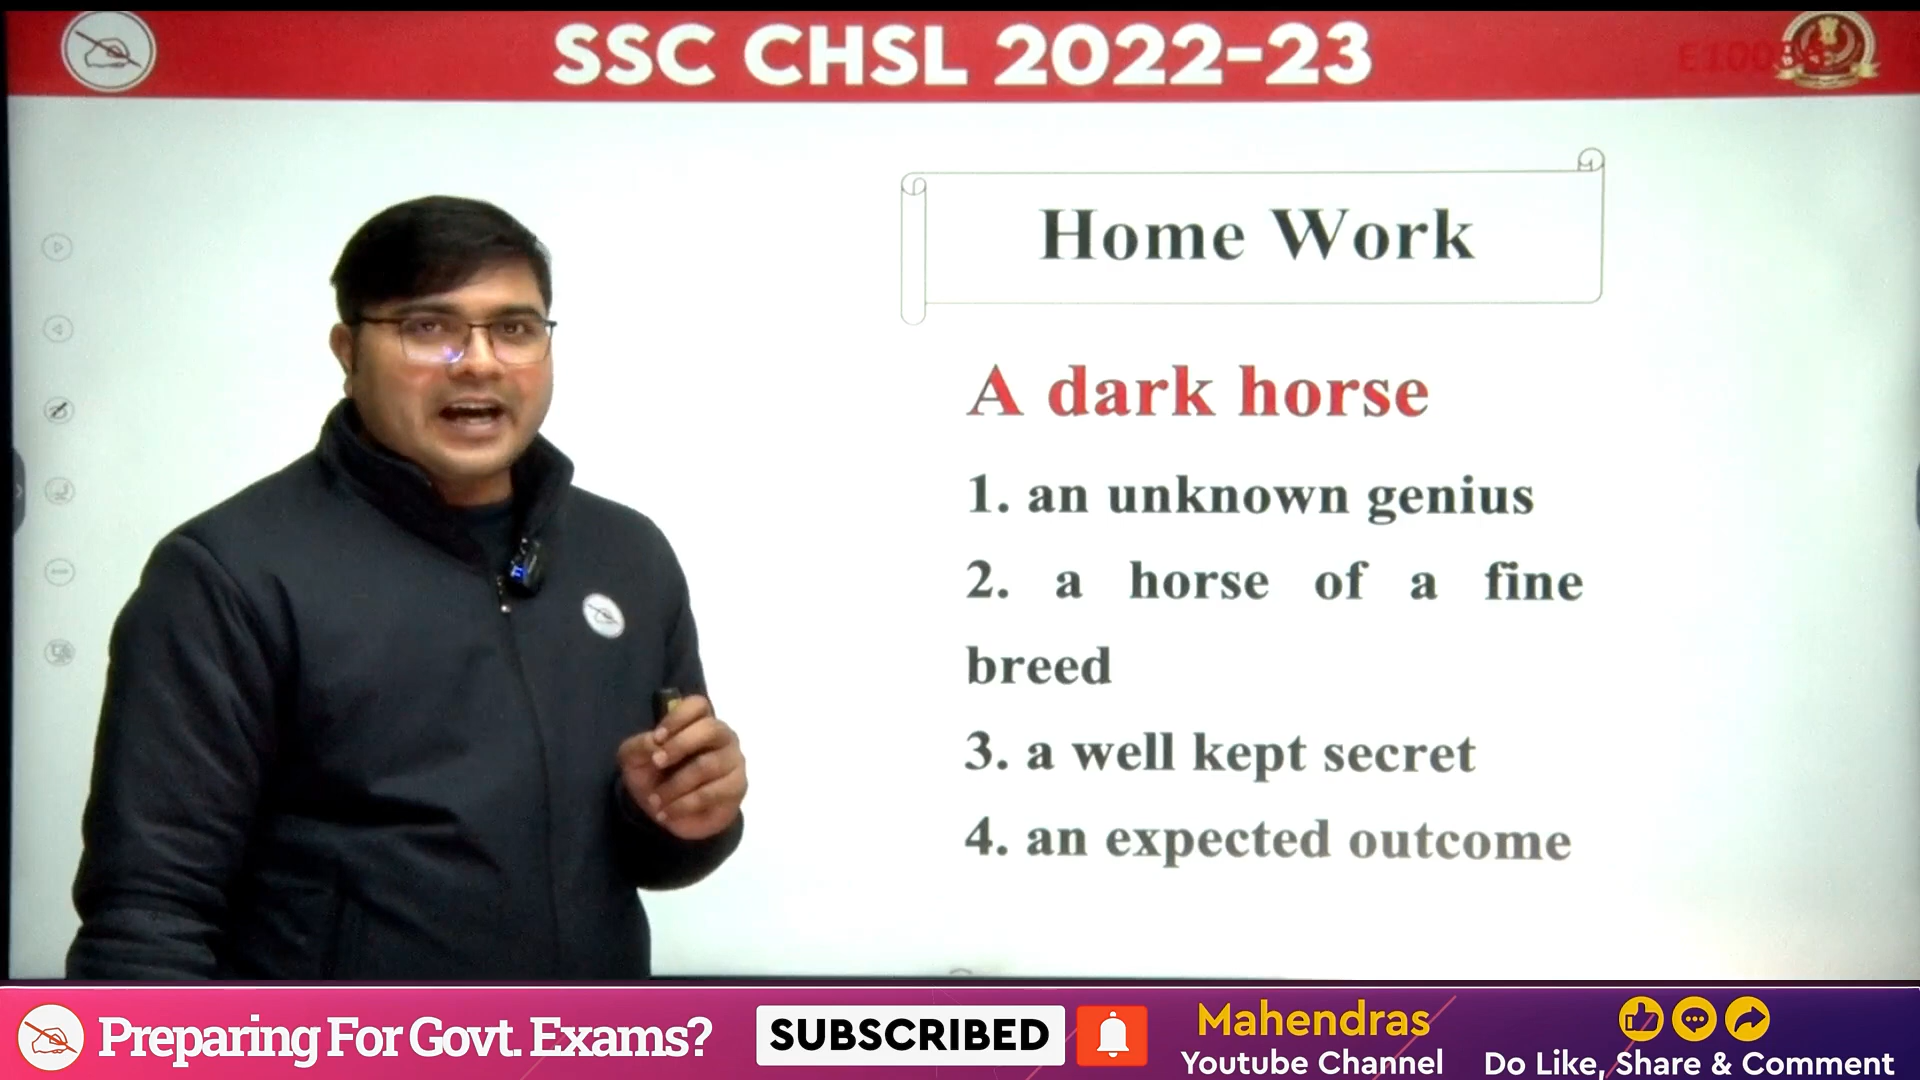 SSC CHSL 2022-23
Home Work
A dark horse
1. an unknown genius
2. a horse of a fine
breed
3. a well kept secret
4. an expected outcome
Preparing For Govt. Exams?
SUBSCRIBED
Mahendras
Youtube Channel
Do Like, Share & Comment